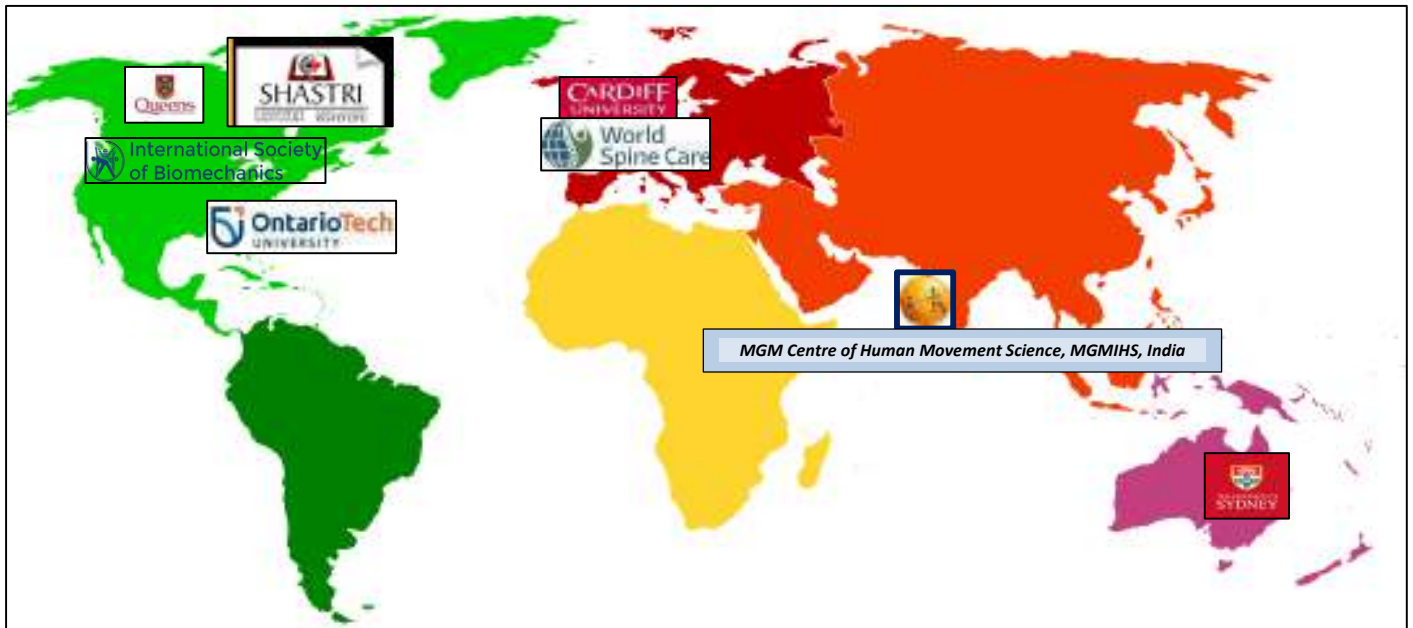 Queens
SHASTRI
International Society
of Biomechanics
OntarioTech
UNIVERSITY
CARDIFF
UNIVERSITY
World
Spine Care
MGM Centre of Human Movement Science, MGMIHS, India
SYDNEY